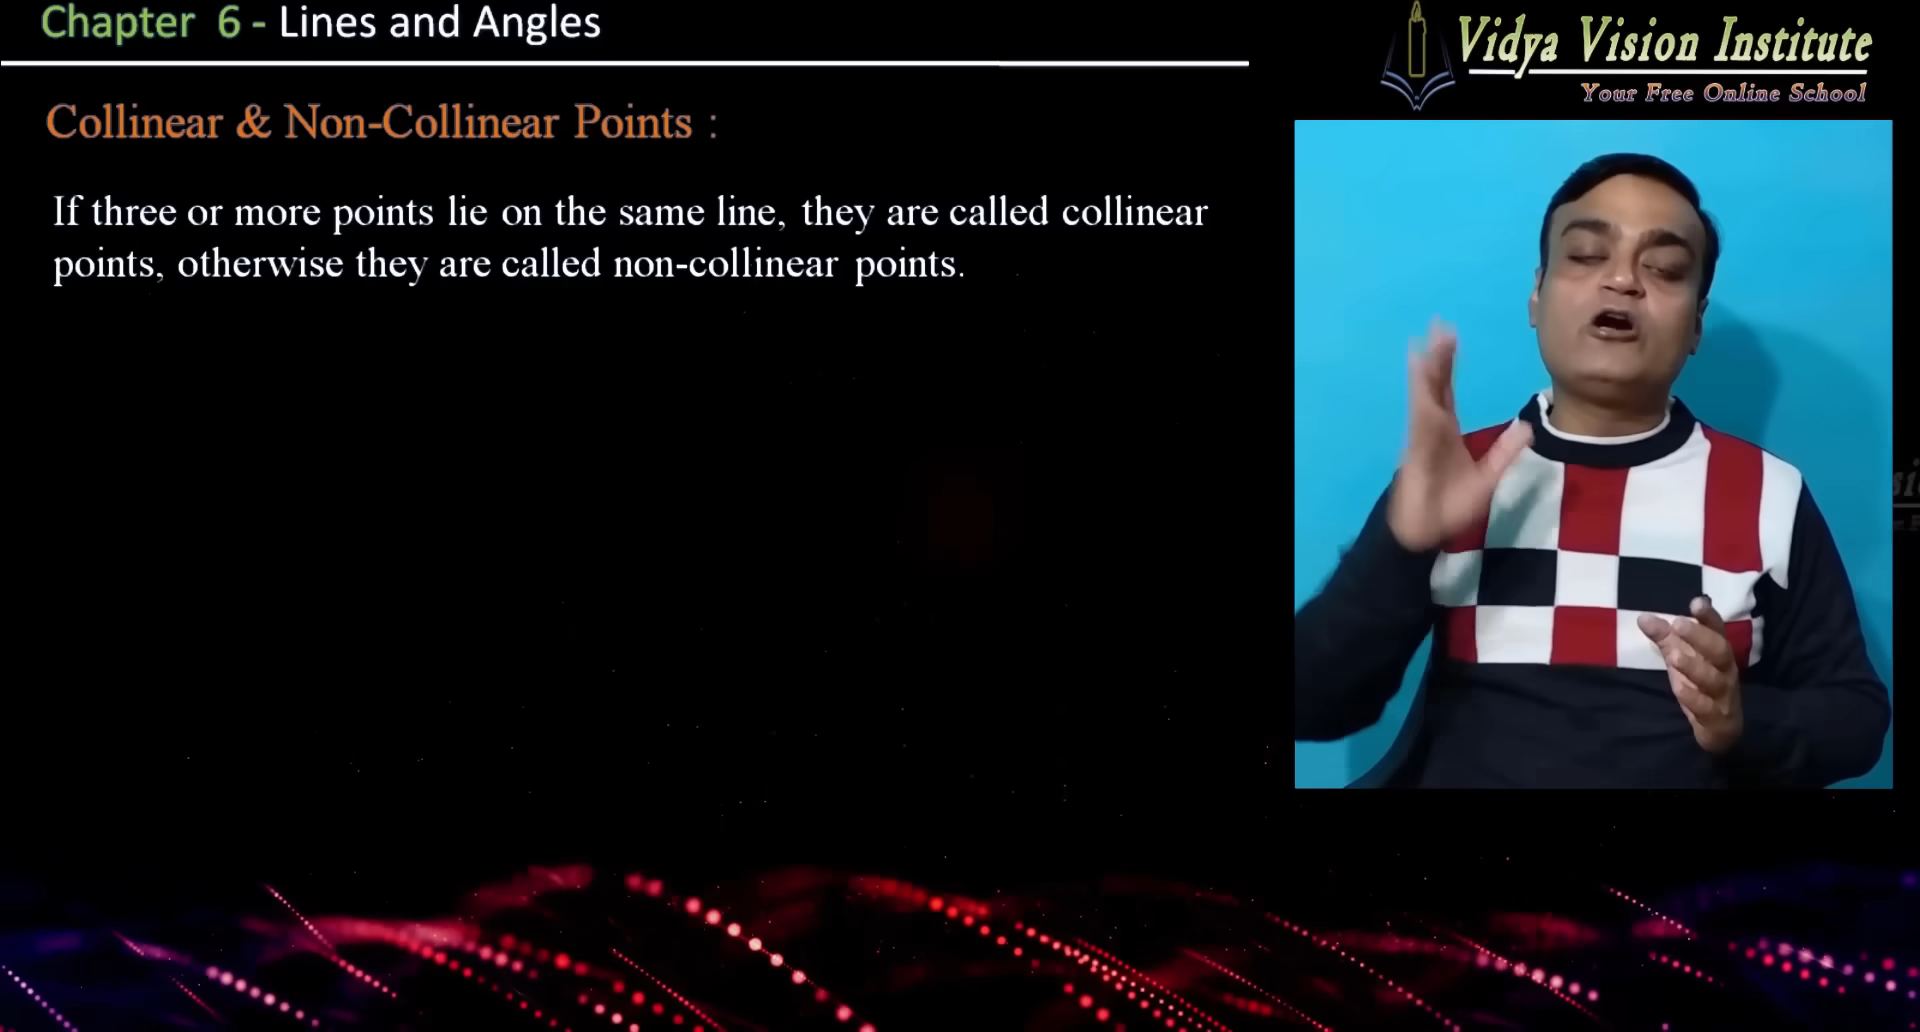 Chapter 6 - Lines and Angles
Vidya Vision Institute
Your Free Online School
Collinear & Non-Collinear Points :
If three or more points lie on the same line, they are called collinear
points, otherwise they are called non-collinear points.